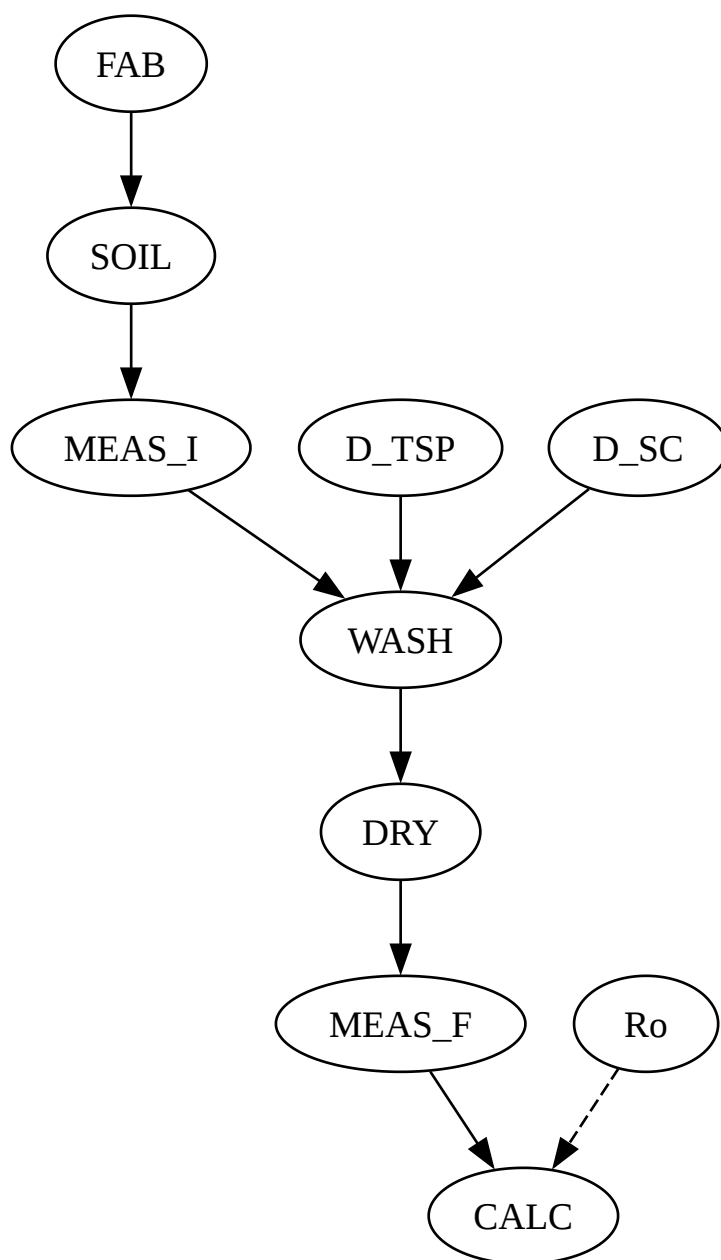 FAB
SOIL
MEAS_I
D_TSP
D_SC
WASH
DRY
MEAS_F
Ro
CALC